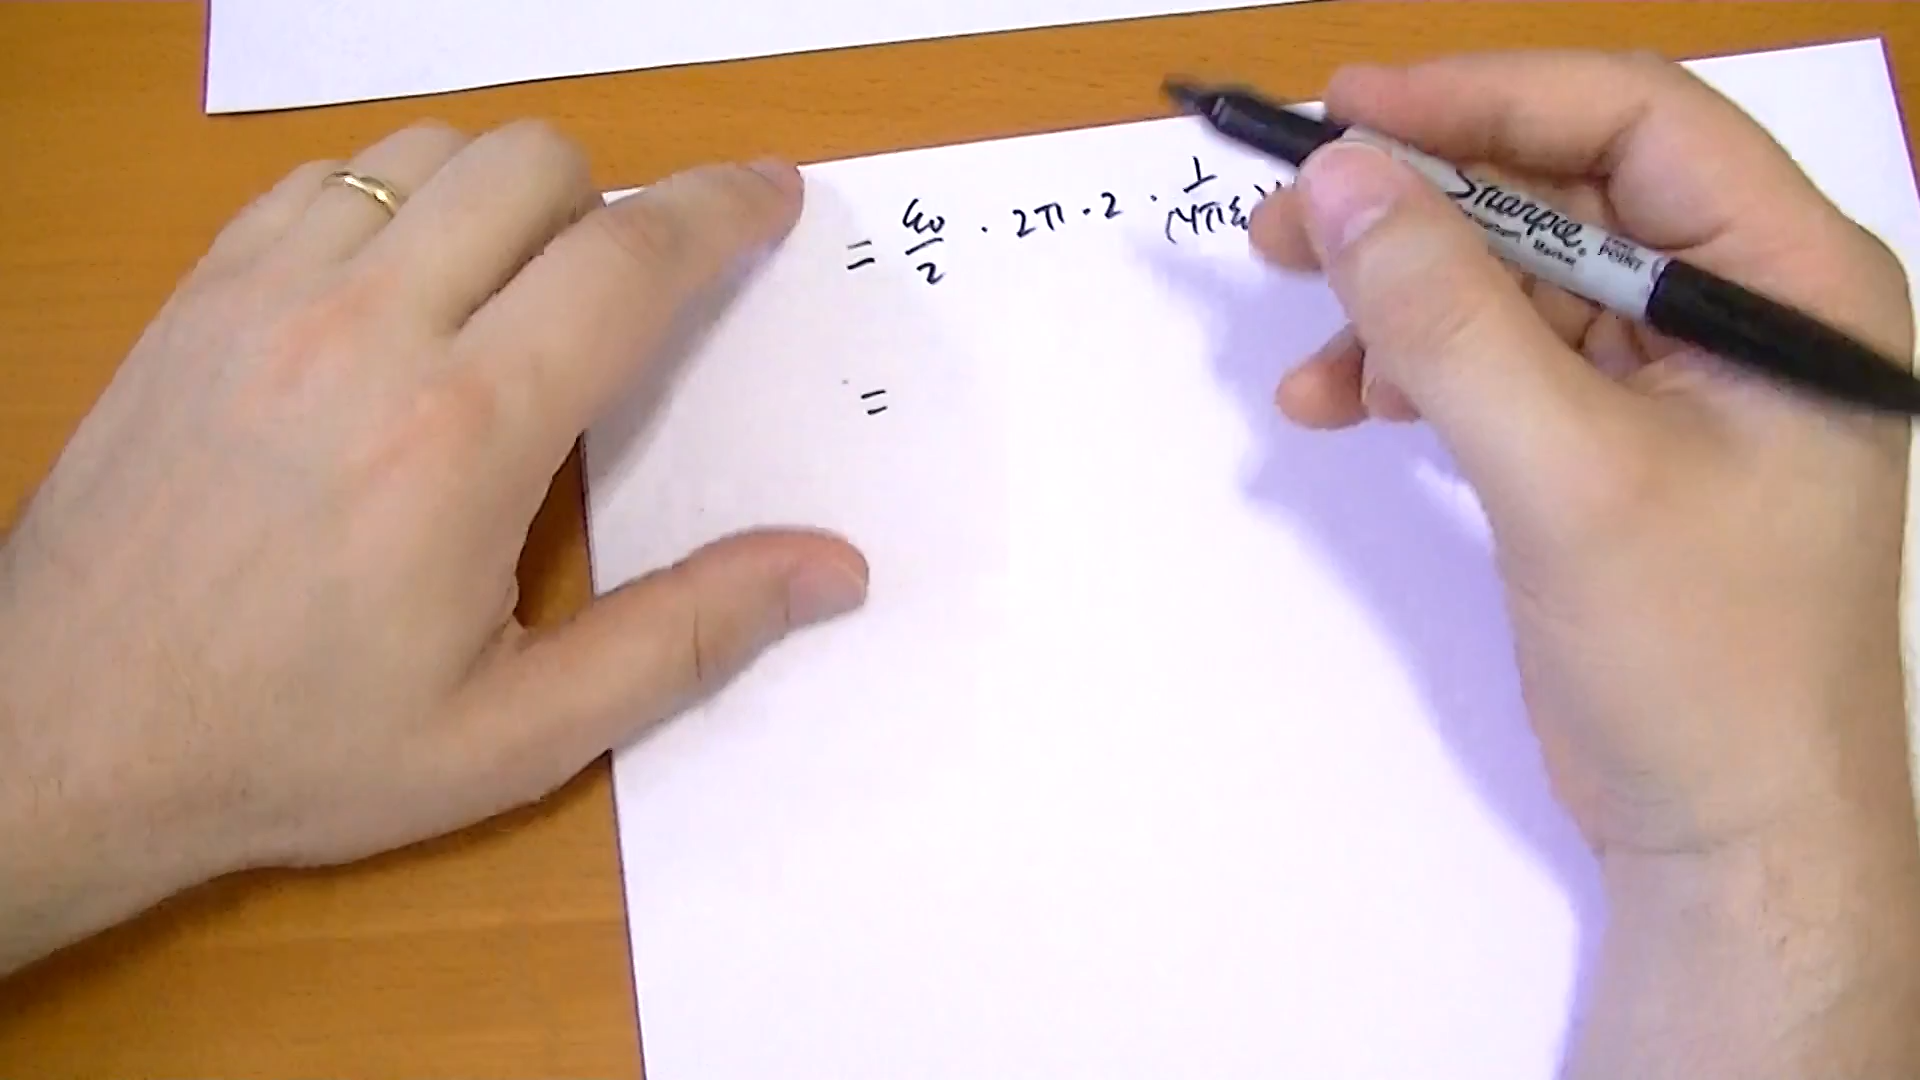 = ε₀/2 · 2π · 2 · 1/(4πε₀)
=
Sharpie.